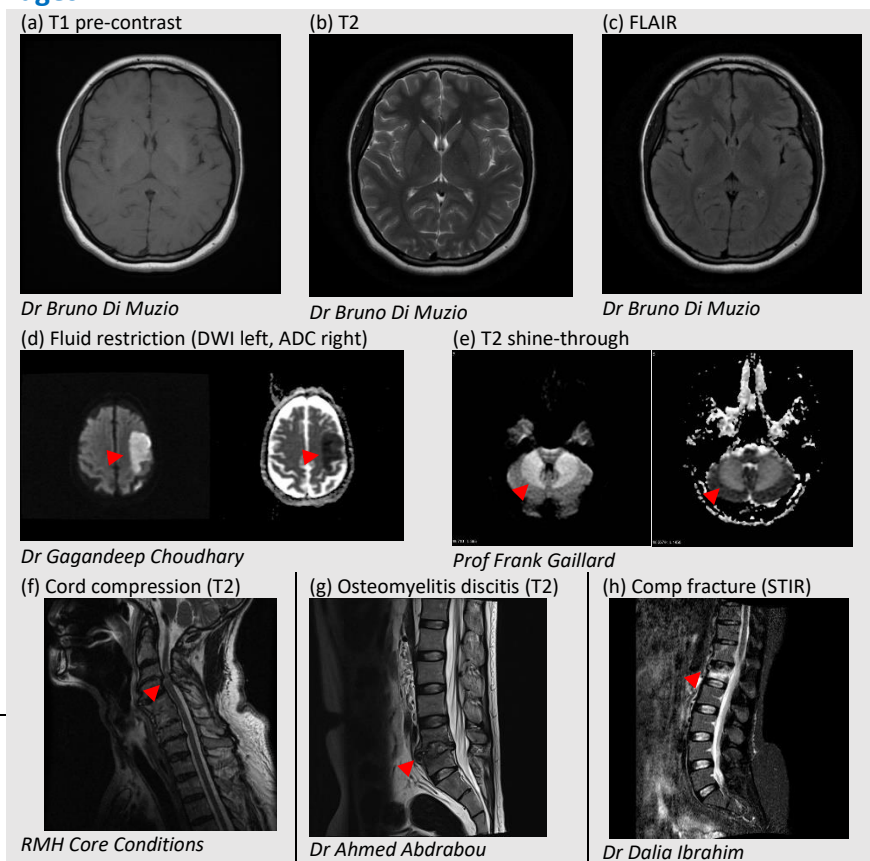 (a) T1 pre-contrast
(b) T2
(c) FLAIR
Dr Bruno Di Muzio
Dr Bruno Di Muzio
Dr Bruno Di Muzio
(d) Fluid restriction (DWI left, ADC right)
(e) T2 shine-through
Dr Gagandeep Choudhary
Prof Frank Gaillard
(f) Cord compression (T2)
(g) Osteomyelitis discitis (T2)
(h) Comp fracture (STIR)
RMH Core Conditions
Dr Ahmed Abdrabou
Dr Dalia Ibrahim